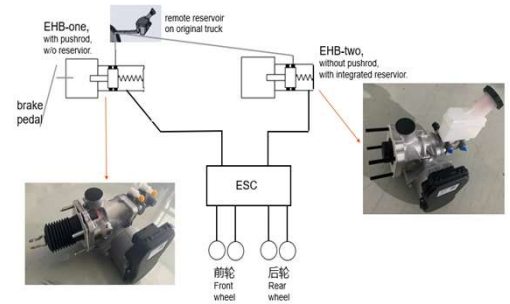 EHB-one,
with pushrod,
w/o reservior.
remote reservoir
on original truck
EHB-two,
without pushrod,
with integrated reservior.
brake
pedal
ESC
前轮
Front
wheel
后轮
Rear
wheel